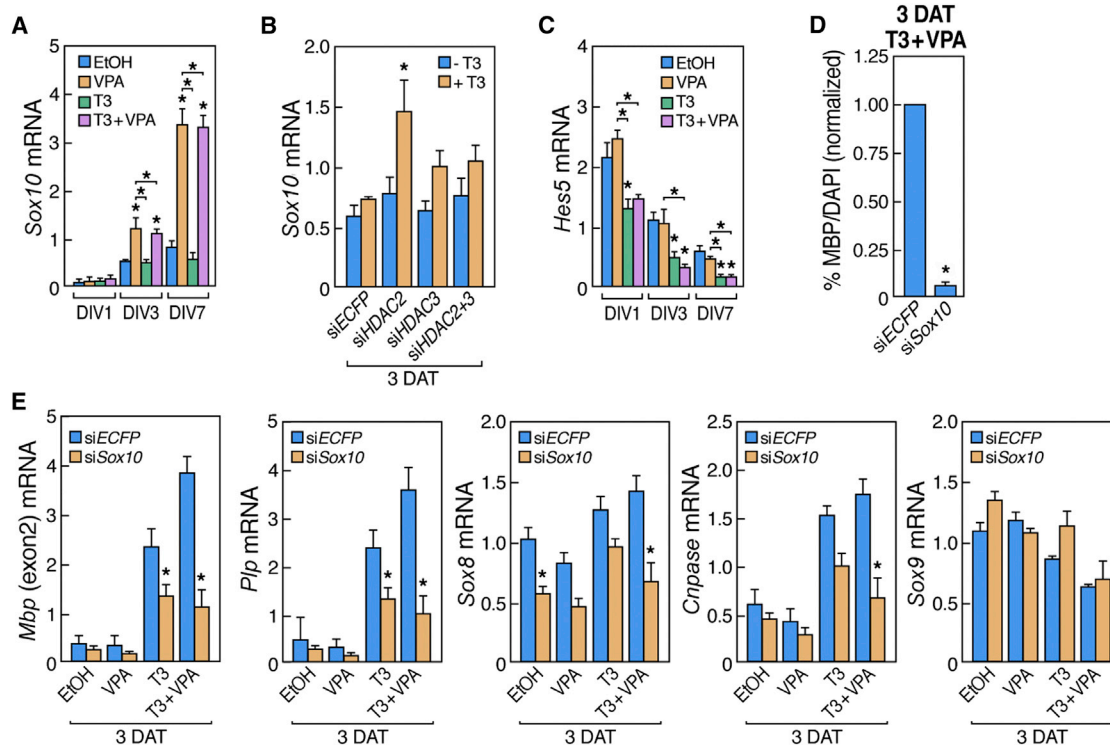 A
Sox10 mRNA
5
4
3
2
1
0
EtOH
VPA
T3
T3+VPA
* * * * * * * *
DIV1 DIV3 DIV7
B
Sox10 mRNA
2.0
1.5
1.0
0.5
0
- T3
+ T3
*
siECFP
siHDAC2
siHDAC3
siHDAC2+3
3 DAT
C
Hes5 mRNA
4
3
2
1
0
EtOH
VPA
T3
T3+VPA
* * * * * * * * * *
DIV1 DIV3 DIV7
D
3 DAT
T3+VPA
% MBP/DAPI (normalized)
1.25
1.00
0.75
0.50
0.25
0
*
siECFP
siSox10
E
Mbp (exon2) mRNA
5
4
3
2
1
0
siECFP
siSox10
* *
EtOH
VPA
T3
T3+VPA
3 DAT
Plp mRNA
5
4
3
2
1
0
siECFP
siSox10
* *
EtOH
VPA
T3
T3+VPA
3 DAT
Sox8 mRNA
2.0
1.5
1.0
0.5
0
siECFP
siSox10
* *
EtOH
VPA
T3
T3+VPA
3 DAT
Cnpase mRNA
2.5
2.0
1.5
1.0
0.5
0
siECFP
siSox10
*
EtOH
VPA
T3
T3+VPA
3 DAT
Sox9 mRNA
2.0
1.5
1.0
0.5
0
siECFP
siSox10
EtOH
VPA
T3
T3+VPA
3 DAT